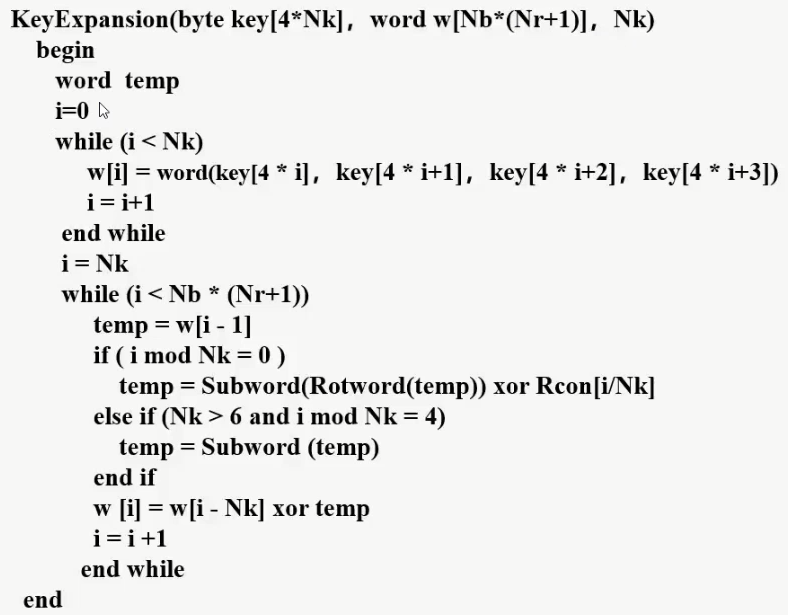 KeyExpansion(byte key[4*Nk]，word w[Nb*(Nr+1)]，Nk)
begin
word temp
i=0
while (i < Nk)
w[i] = word(key[4 * i]，key[4 * i+1]，key[4 * i+2]，key[4 * i+3])
i = i+1
end while
i = Nk
while (i < Nb * (Nr+1))
temp = w[i - 1]
if ( i mod Nk = 0 )
temp = Subword(Rotword(temp)) xor Rcon[i/Nk]
else if (Nk > 6 and i mod Nk = 4)
temp = Subword (temp)
end if
w [i] = w[i - Nk] xor temp
i = i +1
end while
end